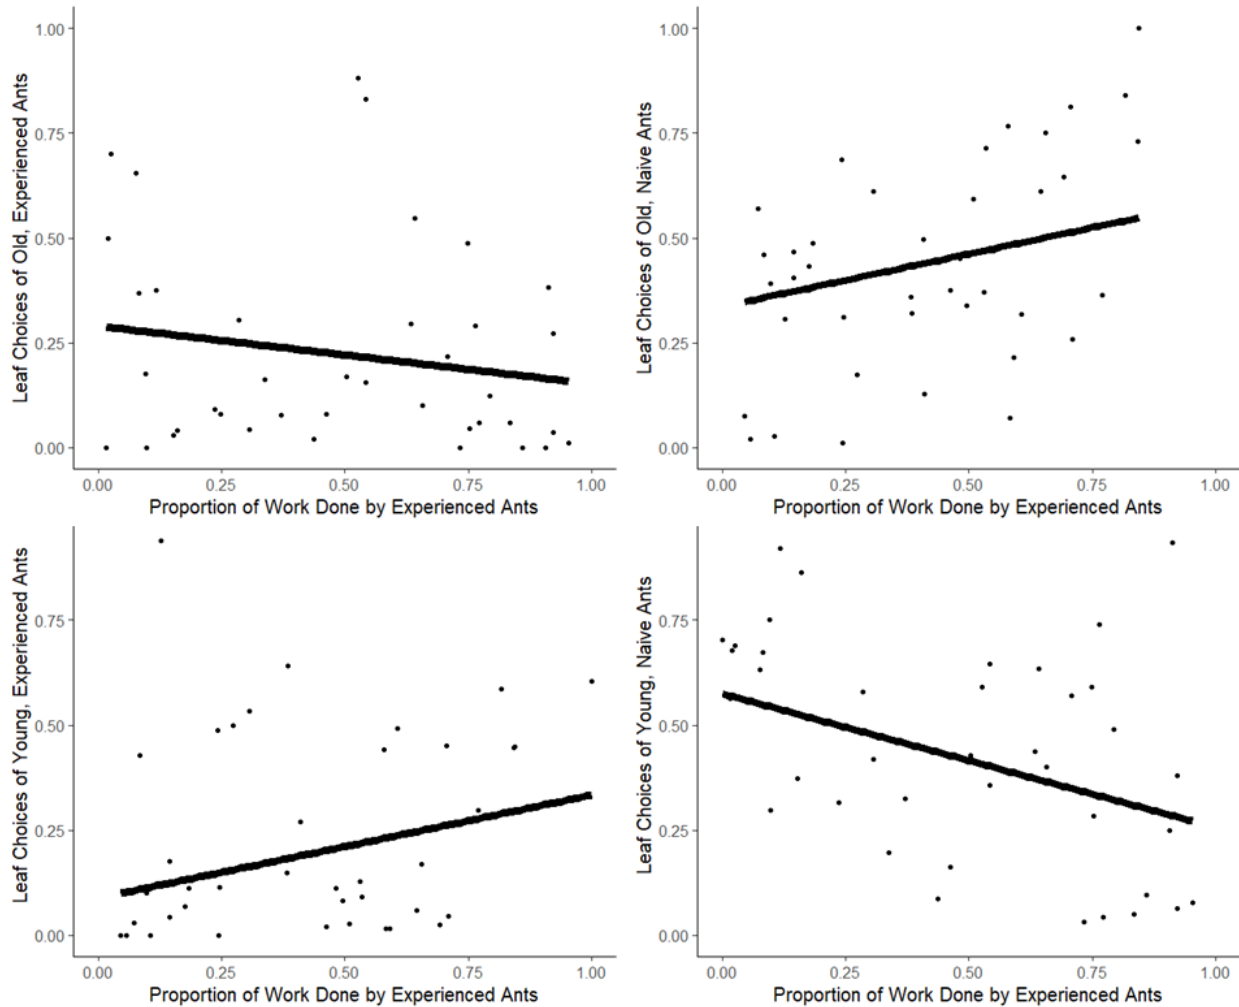 Leaf Choices of Old, Experienced Ants
1.00
0.75
0.50
0.25
0.00
0.00 0.25 0.50 0.75 1.00
Proportion of Work Done by Experienced Ants
Leaf Choices of Old, Naive Ants
1.00
0.75
0.50
0.25
0.00
0.00 0.25 0.50 0.75 1.00
Proportion of Work Done by Experienced Ants
Leaf Choices of Young, Experienced Ants
0.75
0.50
0.25
0.00
0.00 0.25 0.50 0.75 1.00
Proportion of Work Done by Experienced Ants
Leaf Choices of Young, Naive Ants
0.75
0.50
0.25
0.00
0.00 0.25 0.50 0.75 1.00
Proportion of Work Done by Experienced Ants